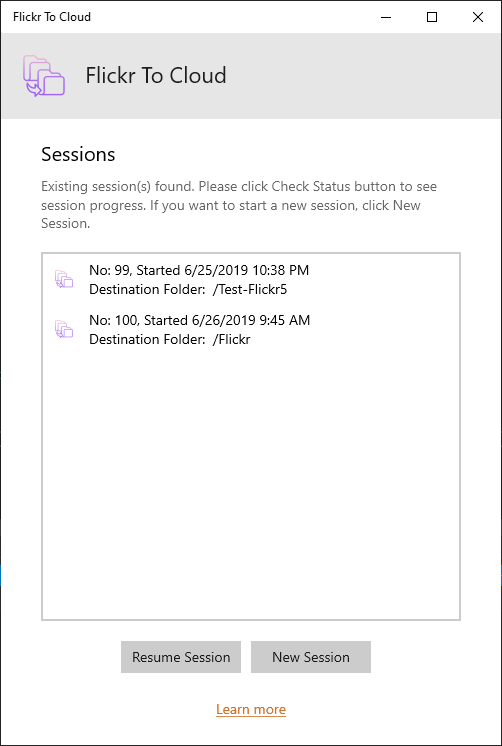 Flickr To Cloud
Flickr To Cloud
Sessions
Existing session(s) found. Please click Check Status button to see
session progress. If you want to start a new session, click New
Session.
No: 99, Started 6/25/2019 10:38 PM
Destination Folder:  /Test-Flickr5
No: 100, Started 6/26/2019 9:45 AM
Destination Folder:  /Flickr
Resume Session
New Session
Learn more